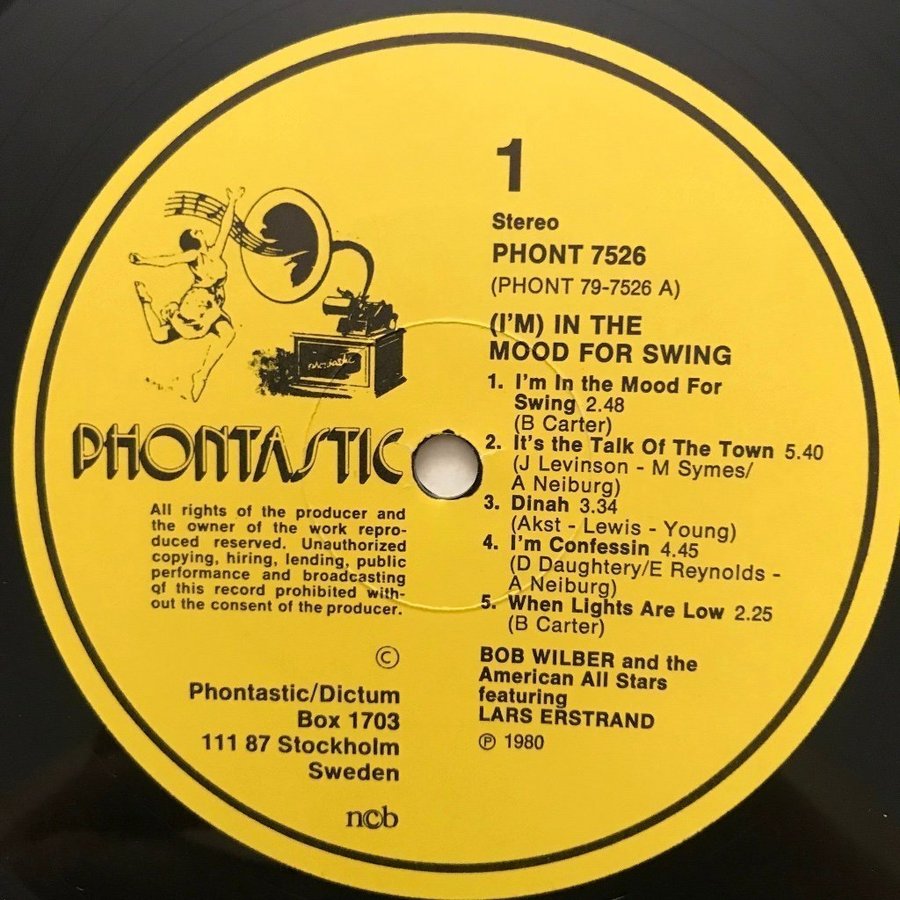 1
Stereo
PHONT 7526
(PHONT 79-7526 A)
(I'M) IN THE
MOOD FOR SWING
1. I'm In the Mood For
Swing 2.48
(B Carter)
2. It's the Talk Of The Town 5.40
(J Levinson - M Symes/
A Neiburg)
3. Dinah 3.34
(Akst - Lewis - Young)
4. I'm Confessin 4.45
(D Daughtery/E Reynolds -
A Neiburg)
5. When Lights Are Low 2.25
(B Carter)
BOB WILBER and the
American All Stars
featuring
LARS ERSTRAND
℗ 1980
phontastic
PHONTASTIC
All rights of the producer and
the owner of the work repro-
duced reserved. Unauthorized
copying, hiring, lending, public
performance and broadcasting
of this record prohibited with-
out the consent of the producer.
©
Phontastic/Dictum
Box 1703
111 87 Stockholm
Sweden
ncb